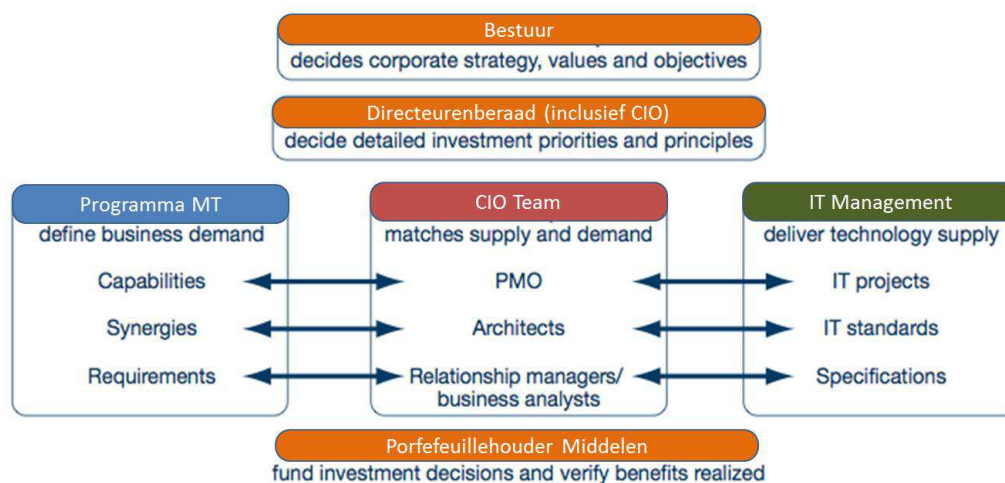 Bestuur
decides corporate strategy, values and objectives
Directeurenberaad (inclusief CIO)
decide detailed investment priorities and principles
Programma MT
define business demand
Capabilities
Synergies
Requirements
CIO Team
matches supply and demand
PMO
Architects
Relationship managers/
business analysts
IT Management
deliver technology supply
IT projects
IT standards
Specifications
Porfefeuillehouder Middelen
fund investment decisions and verify benefits realized